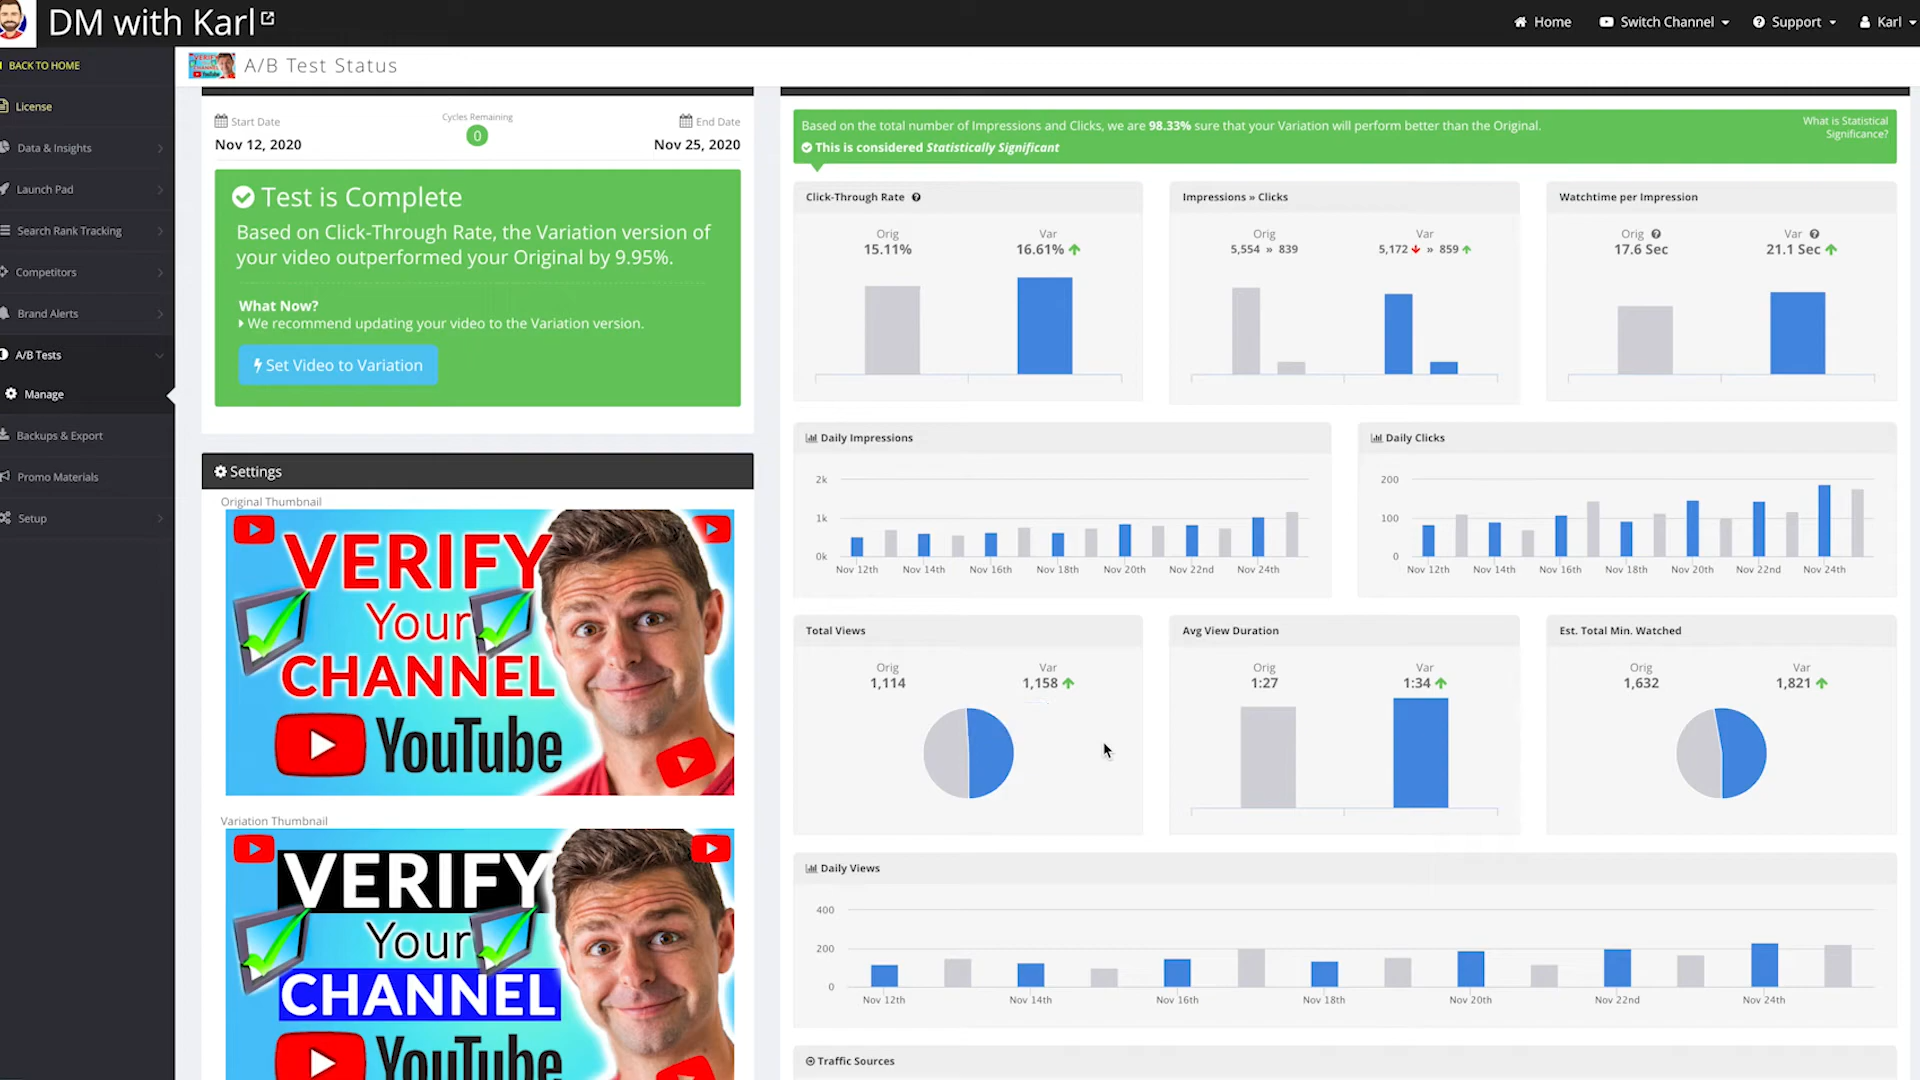 DM with Karl
Home
Switch Channel
Support
Karl
BACK TO HOME
License
Data & Insights
Launch Pad
Search Rank Tracking
Competitors
Brand Alerts
A/B Tests
Manage
Backups & Export
Promo Materials
Setup
A/B Test Status
Start Date
Nov 12, 2020
Cycles Remaining
0
End Date
Nov 25, 2020
Test is Complete
Based on Click-Through Rate, the Variation version of
your video outperformed your Original by 9.95%.
What Now?
We recommend updating your video to the Variation version.
Set Video to Variation
Settings
Original Thumbnail
VERIFY
Your
CHANNEL
YouTube
Variation Thumbnail
VERIFY
Your
CHANNEL
YouTube
Based on the total number of Impressions and Clicks, we are 98.33% sure that your Variation will perform better than the Original.
This is considered Statistically Significant
What is Statistical
Significance?
Click-Through Rate
Orig Var
15.11% 16.61%
Impressions » Clicks
Orig Var
5,554 » 839 5,172 » 859
Watchtime per Impression
Orig Var
17.6 Sec 21.1 Sec
Daily Impressions
2k
1k
0k
Nov 12th Nov 14th Nov 16th Nov 18th Nov 20th Nov 22nd Nov 24th
Daily Clicks
200
100
0
Nov 12th Nov 14th Nov 16th Nov 18th Nov 20th Nov 22nd Nov 24th
Total Views
Orig Var
1,114 1,158
Avg View Duration
Orig Var
1:27 1:34
Est. Total Min. Watched
Orig Var
1,632 1,821
Daily Views
400
200
0
Nov 12th Nov 14th Nov 16th Nov 18th Nov 20th Nov 22nd Nov 24th
Traffic Sources